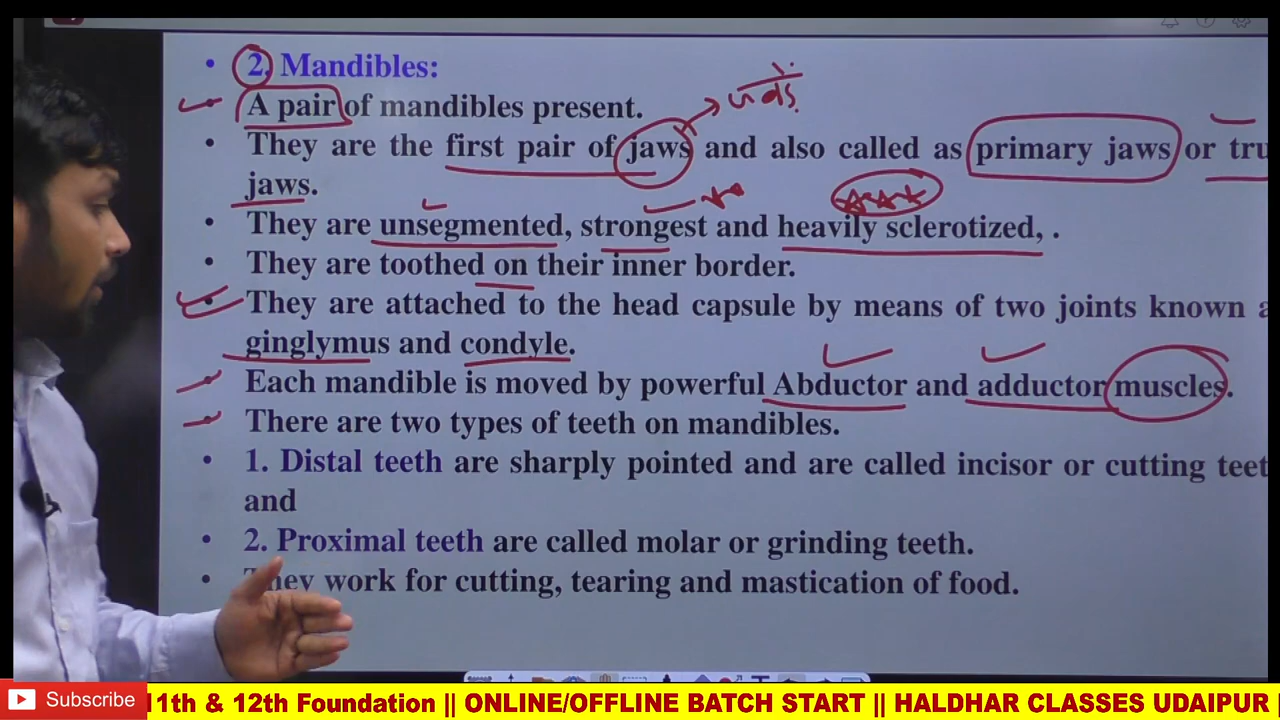 • 2. Mandibles:
• A pair of mandibles present.
• They are the first pair of jaws and also called as primary jaws or tru
jaws.
• They are unsegmented, strongest and heavily sclerotized, .
• They are toothed on their inner border.
• They are attached to the head capsule by means of two joints known a
ginglymus and condyle.
• Each mandible is moved by powerful Abductor and adductor muscles.
• There are two types of teeth on mandibles.
• 1. Distal teeth are sharply pointed and are called incisor or cutting teet
and
• 2. Proximal teeth are called molar or grinding teeth.
• They work for cutting, tearing and mastication of food.
Subscribe
11th & 12th Foundation || ONLINE/OFFLINE BATCH START || HALDHAR CLASSES UDAIPUR